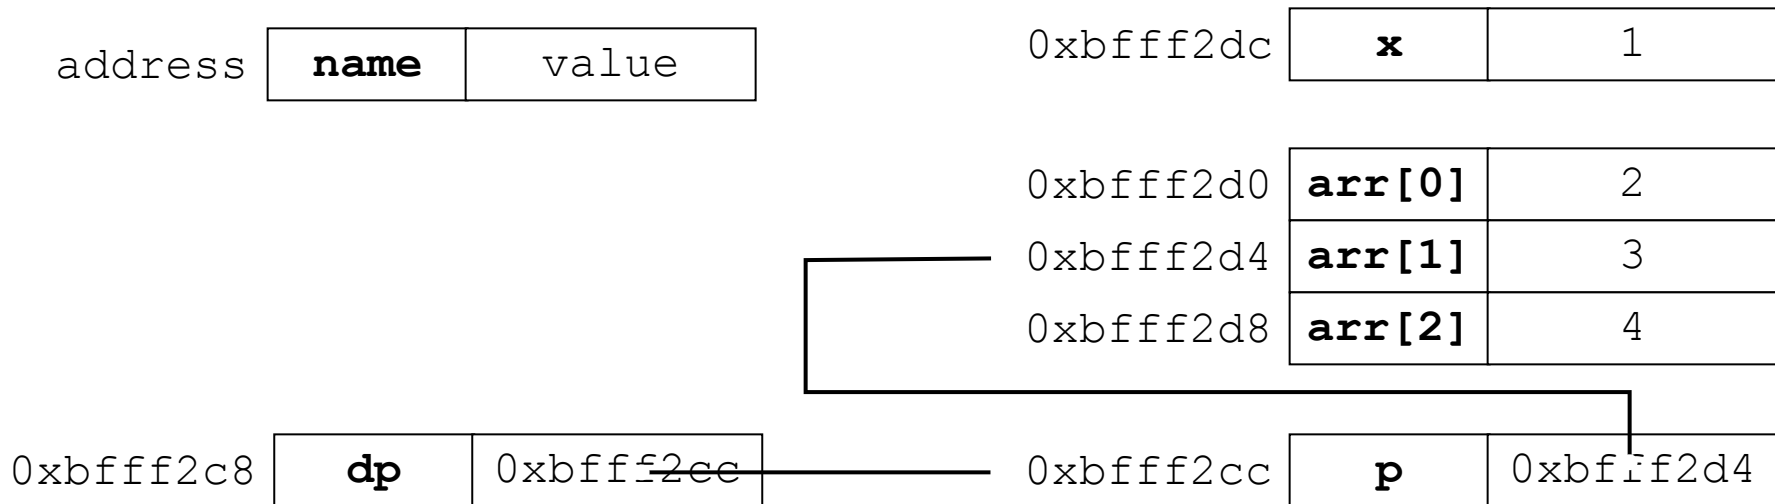 address name value
0xbfff2dc x 1
0xbfff2d0 arr[0] 2
0xbfff2d4 arr[1] 3
0xbfff2d8 arr[2] 4
0xbfff2c8 dp 0xbfff2cc
0xbfff2cc p 0xbfff2d4